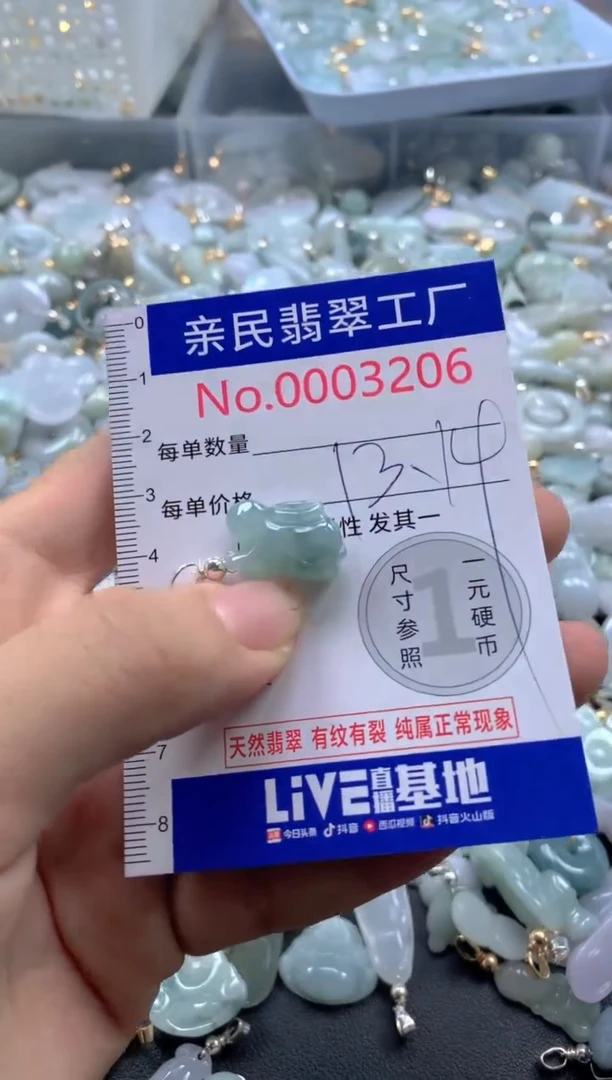 亲民翡翠工厂
No.0003206
每单数量
13.14
每单价格
性 发其一
尺寸参照
1
一元硬币
天然翡翠 有纹有裂 纯属正常现象
LiVE直播基地
今日头条 抖音 西瓜视频 抖音火山版
0
1
2
3
4
7
8